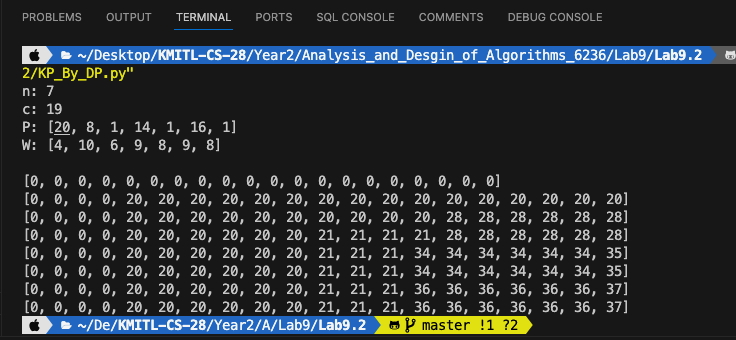 PROBLEMS OUTPUT TERMINAL PORTS SQL CONSOLE COMMENTS DEBUG CONSOLE
~/Desktop/KMITL-CS-28/Year2/Analysis_and_Desgin_of_Algorithms_6236/Lab9/Lab9.2
2/KP_By_DP.py"
n: 7
c: 19
P: [20, 8, 1, 14, 1, 16, 1]
W: [4, 10, 6, 9, 8, 9, 8]
[0, 0, 0, 0, 0, 0, 0, 0, 0, 0, 0, 0, 0, 0, 0, 0, 0, 0, 0, 0]
[0, 0, 0, 0, 20, 20, 20, 20, 20, 20, 20, 20, 20, 20, 20, 20, 20, 20, 20, 20]
[0, 0, 0, 0, 20, 20, 20, 20, 20, 20, 20, 20, 20, 20, 28, 28, 28, 28, 28, 28]
[0, 0, 0, 0, 20, 20, 20, 20, 20, 20, 21, 21, 21, 21, 28, 28, 28, 28, 28, 28]
[0, 0, 0, 0, 20, 20, 20, 20, 20, 20, 21, 21, 21, 34, 34, 34, 34, 34, 34, 35]
[0, 0, 0, 0, 20, 20, 20, 20, 20, 20, 21, 21, 21, 34, 34, 34, 34, 34, 34, 35]
[0, 0, 0, 0, 20, 20, 20, 20, 20, 20, 21, 21, 21, 36, 36, 36, 36, 36, 36, 37]
[0, 0, 0, 0, 20, 20, 20, 20, 20, 20, 21, 21, 21, 36, 36, 36, 36, 36, 36, 37]
~/De/KMITL-CS-28/Year2/A/Lab9/Lab9.2 master !1 ?2